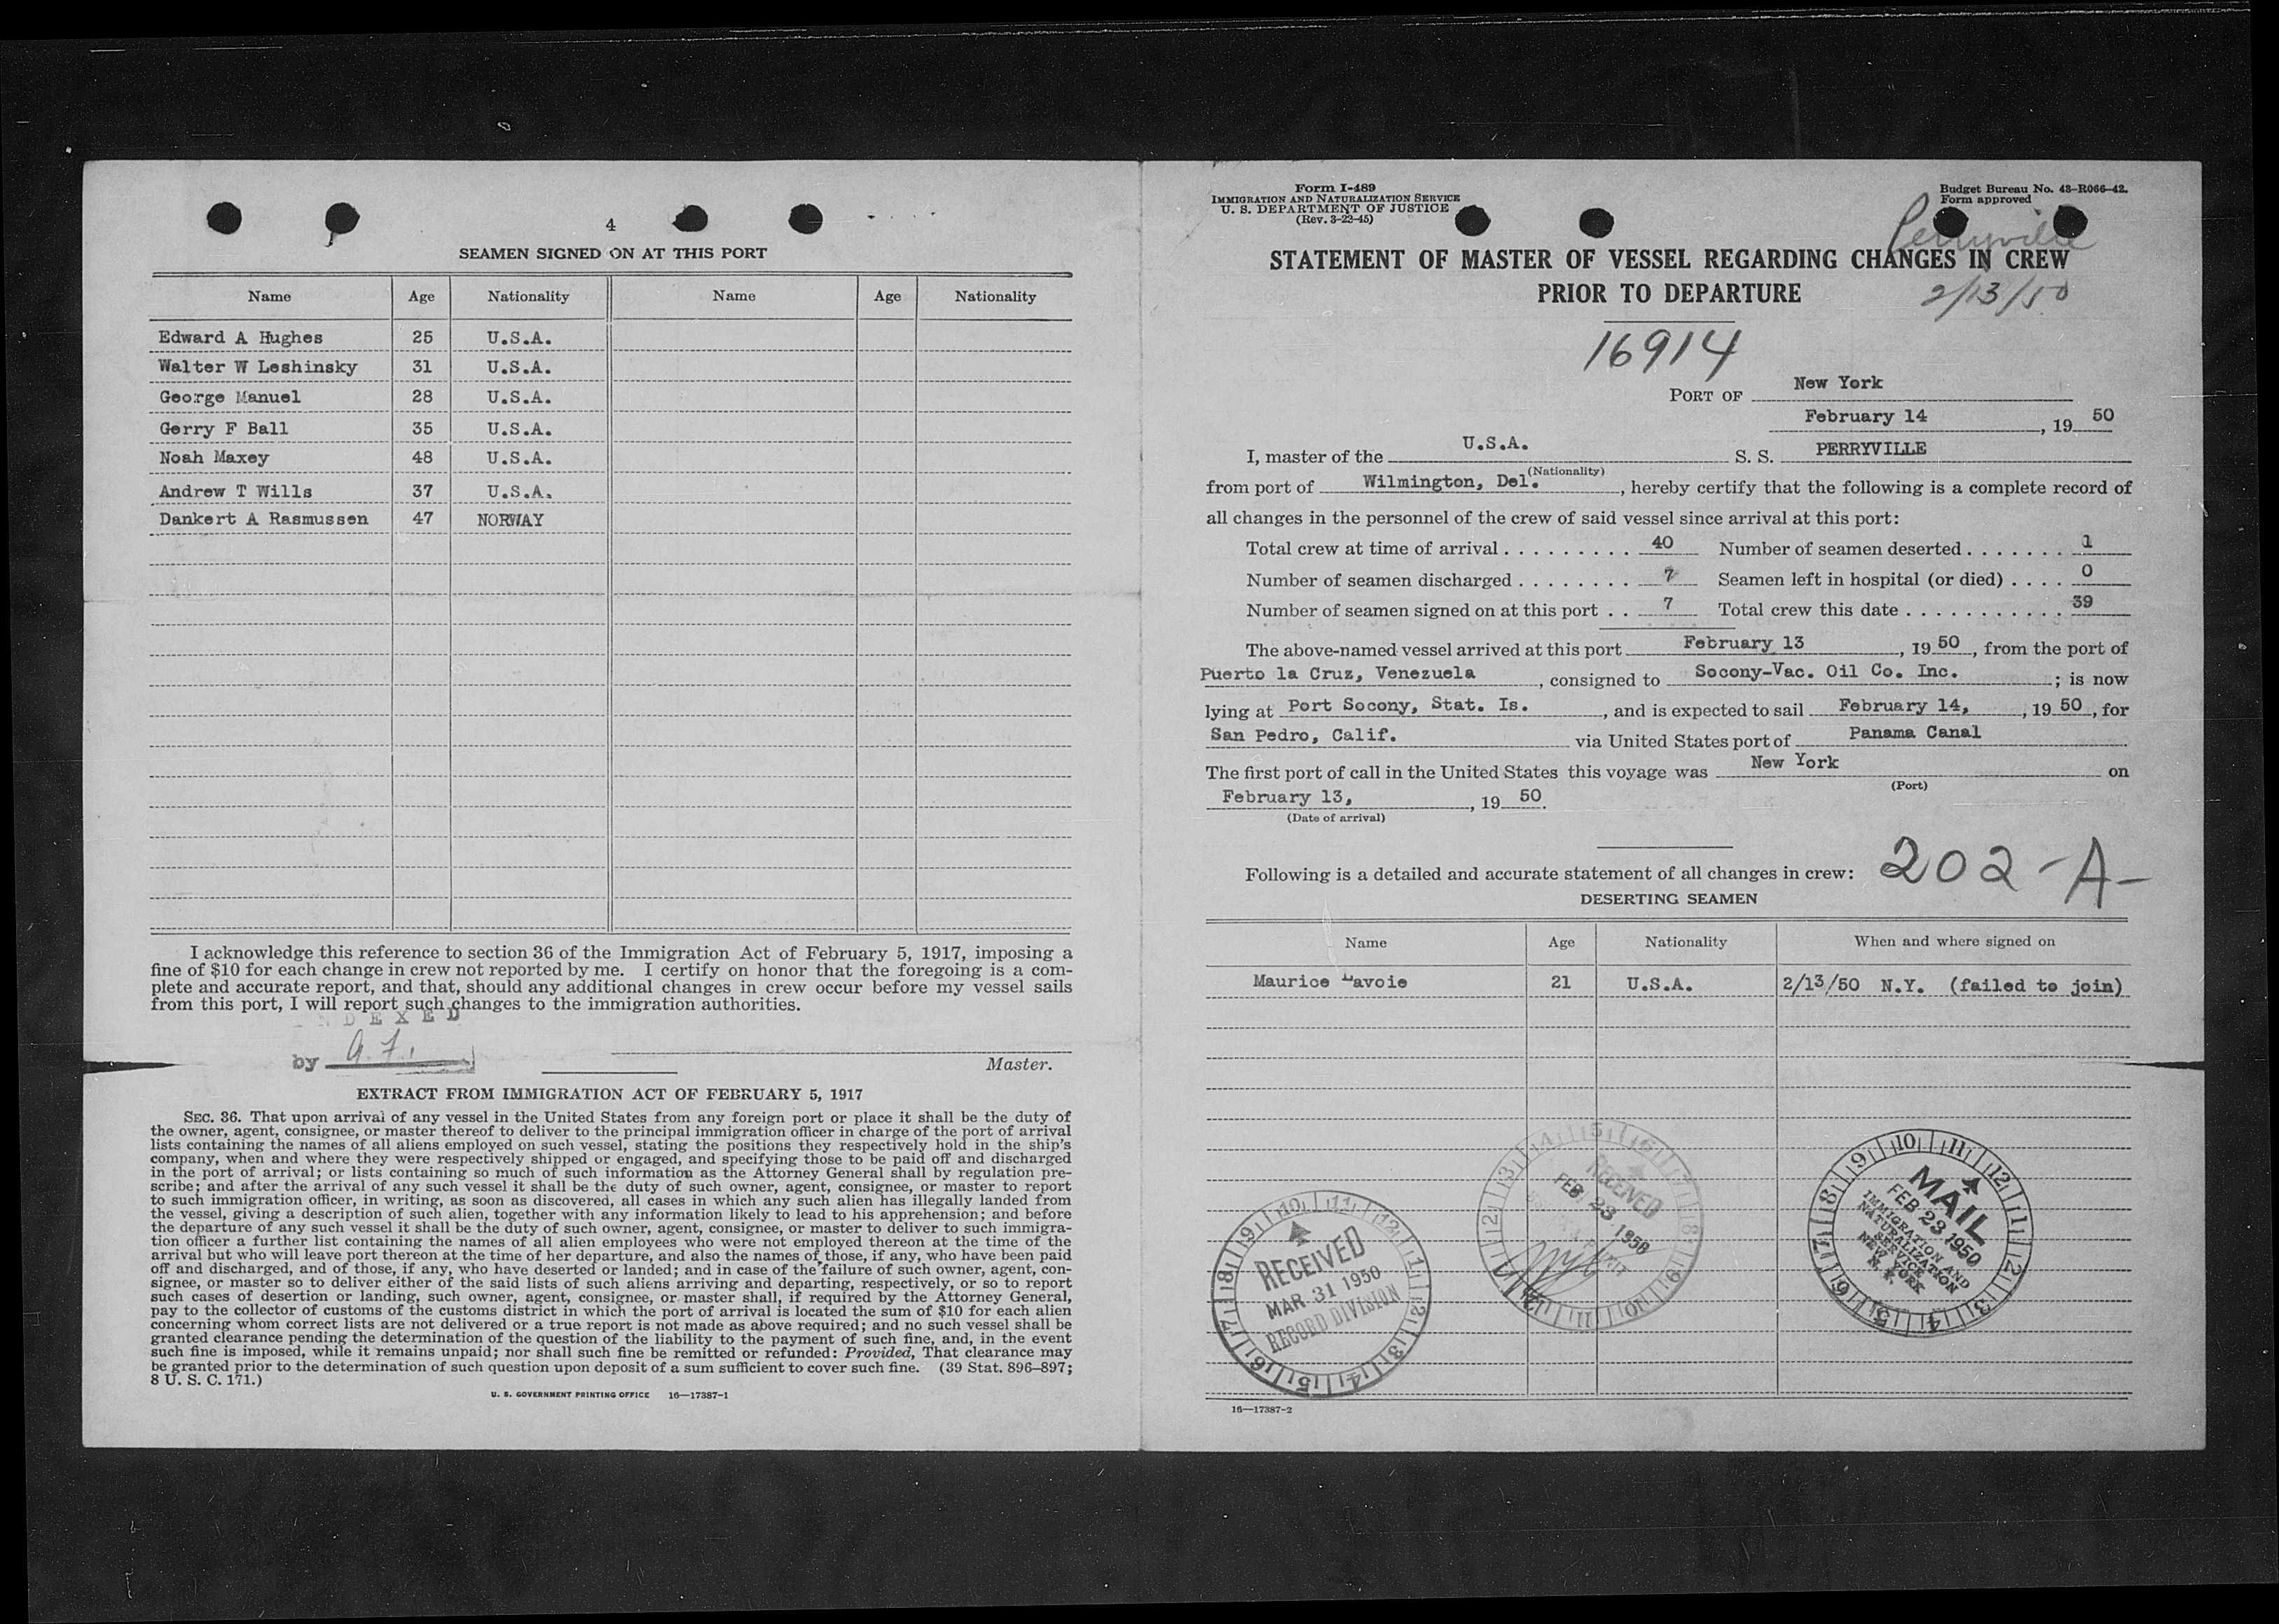 4
SEAMEN SIGNED ON AT THIS PORT
Name Age Nationality Name Age Nationality
Edward A Hughes 25 U.S.A.
Walter W Leshinsky 31 U.S.A.
George Manuel 28 U.S.A.
Gerry F Ball 35 U.S.A.
Noah Maxey 48 U.S.A.
Andrew T Wills 37 U.S.A.
Dankert A Rasmussen 47 NORWAY
I acknowledge this reference to section 36 of the Immigration Act of February 5, 1917, imposing a
fine of $10 for each change in crew not reported by me. I certify on honor that the foregoing is a com-
plete and accurate report, and that, should any additional changes in crew occur before my vessel sails
from this port, I will report such changes to the immigration authorities.
NDEXED
by a.f.
Master.
EXTRACT FROM IMMIGRATION ACT OF FEBRUARY 5, 1917
SEC. 36. That upon arrival of any vessel in the United States from any foreign port or place it shall be the duty of
the owner, agent, consignee, or master thereof to deliver to the principal immigration officer in charge of the port of arrival
lists containing the names of all aliens employed on such vessel, stating the positions they respectively hold in the ship's
company, when and where they were respectively shipped or engaged, and specifying those to be paid off and discharged
in the port of arrival; or lists containing so much of such information as the Attorney General shall by regulation pre-
scribe; and after the arrival of any such vessel it shall be the duty of such owner, agent, consignee, or master to report
to such immigration officer, in writing, as soon as discovered, all cases in which any such alien has illegally landed from
the vessel, giving a description of such alien, together with any information likely to lead to his apprehension; and before
the departure of any such vessel it shall be the duty of such owner, agent, consignee, or master to deliver to such immigra-
tion officer a further list containing the names of all alien employees who were not employed thereon at the time of the
arrival but who will leave port thereon at the time of her departure, and also the names of those, if any, who have been paid
off and discharged, and of those, if any, who have deserted or landed; and in case of the failure of such owner, agent, con-
signee, or master so to deliver either of the said lists of such aliens arriving and departing, respectively, or so to report
such cases of desertion or landing, such owner, agent, consignee, or master shall, if required by the Attorney General,
pay to the collector of customs of the customs district in which the port of arrival is located the sum of $10 for each alien
concerning whom correct lists are not delivered or a true report is not made as above required; and no such vessel shall be
granted clearance pending the determination of the question of the liability to the payment of such fine, and, in the event
such fine is imposed, while it remains unpaid; nor shall such fine be remitted or refunded: Provided, That clearance may
be granted prior to the determination of such question upon deposit of a sum sufficient to cover such fine. (39 Stat. 896–897;
8 U. S. C. 171.)
U. S. GOVERNMENT PRINTING OFFICE 16—17387-1
Form I-489
IMMIGRATION AND NATURALIZATION SERVICE
U. S. DEPARTMENT OF JUSTICE
(Rev. 3-22-45)
Budget Bureau No. 43-R066-42.
Form approved
Perryville
STATEMENT OF MASTER OF VESSEL REGARDING CHANGES IN CREW
PRIOR TO DEPARTURE
2/13/50
16914
PORT OF New York
February 14, 19 50
I, master of the U.S.A. S. S. PERRYVILLE
(Nationality)
from port of Wilmington, Del., hereby certify that the following is a complete record of
all changes in the personnel of the crew of said vessel since arrival at this port:
Total crew at time of arrival . . . . . . . . . 40 Number of seamen deserted . . . . . . . 1
Number of seamen discharged . . . . . . . . 7 Seamen left in hospital (or died) . . . . 0
Number of seamen signed on at this port . . 7 Total crew this date . . . . . . . . . . . 39
The above-named vessel arrived at this port February 13, 19 50, from the port of
Puerto la Cruz, Venezuela, consigned to Socony-Vac. Oil Co. Inc.; is now
lying at Port Socony, Stat. Is., and is expected to sail February 14, , 19 50, for
San Pedro, Calif. via United States port of Panama Canal
The first port of call in the United States this voyage was New York on
(Port)
February 13, , 19 50.
(Date of arrival)
Following is a detailed and accurate statement of all changes in crew: 202-A-
DESERTING SEAMEN
Name Age Nationality When and where signed on
Maurice Lavoie 21 U.S.A. 2/13/50 N.Y. (failed to join)
RECEIVED
MAR 31 1950
RECORD DIVISION
RECEIVED
FEB 23 1950
MAIL
FEB 23 1950
IMMIGRATION AND
NATURALIZATION
SERVICE
NEW YORK
N. Y.
16—17387-2